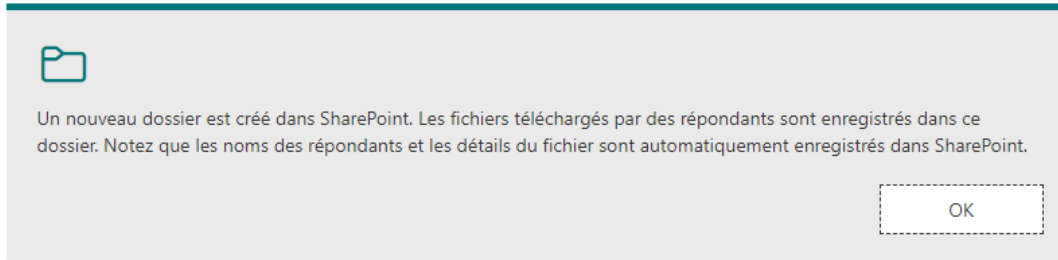 Un nouveau dossier est créé dans SharePoint. Les fichiers téléchargés par des répondants sont enregistrés dans ce
dossier. Notez que les noms des répondants et les détails du fichier sont automatiquement enregistrés dans SharePoint.
OK